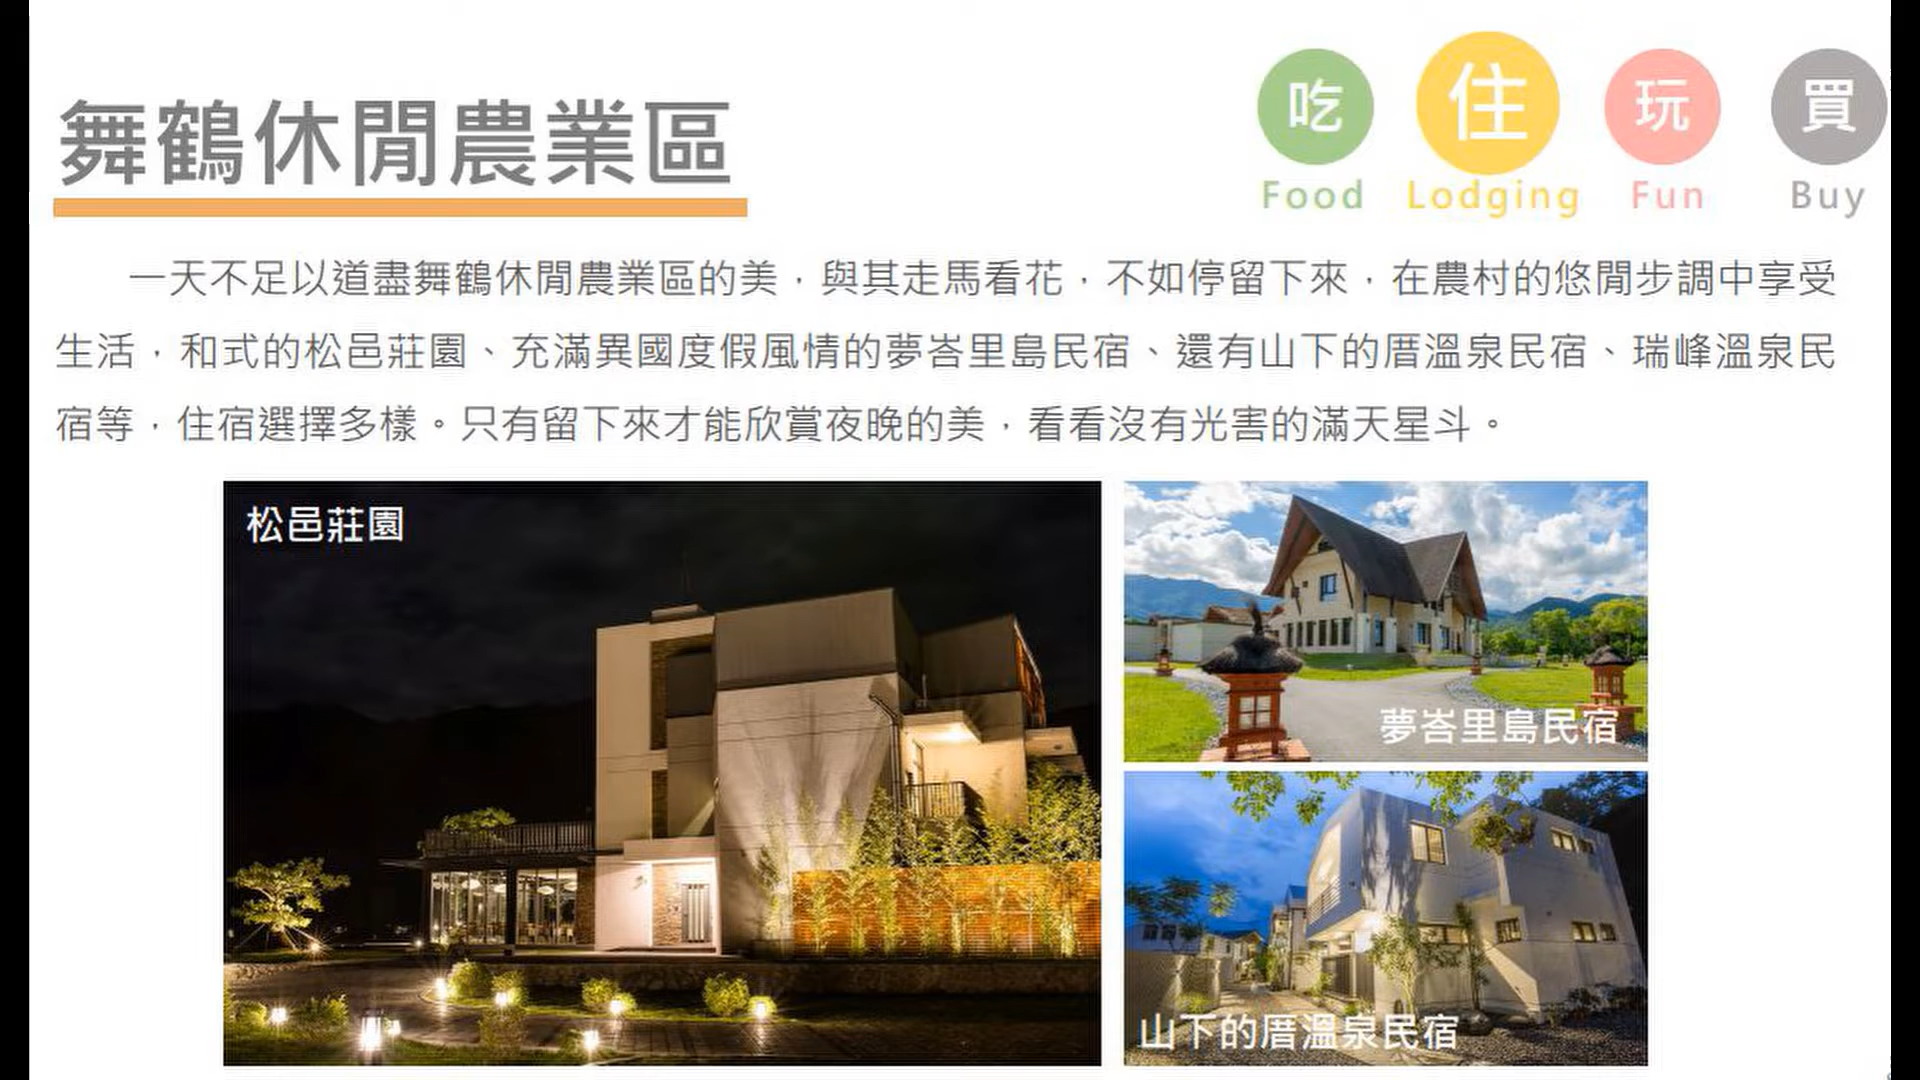 舞鶴休閒農業區
吃 住 玩 買
Food Lodging Fun Buy
一天不足以道盡舞鶴休閒農業區的美，與其走馬看花，不如停留下來，在農村的悠閒步調中享受
生活，和式的松邑莊園、充滿異國度假風情的夢峇里島民宿、還有山下的厝溫泉民宿、瑞峰溫泉民
宿等，住宿選擇多樣。只有留下來才能欣賞夜晚的美，看看沒有光害的滿天星斗。
松邑莊園
夢峇里島民宿
山下的厝溫泉民宿